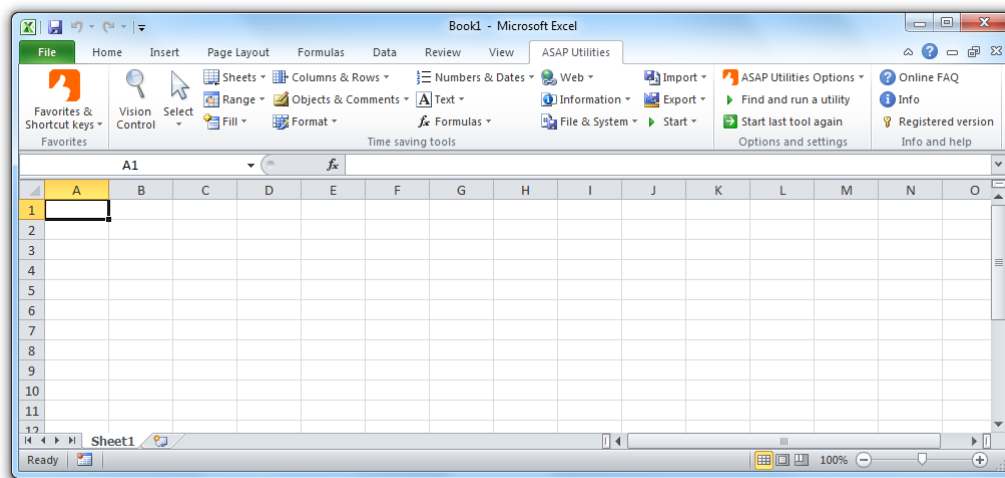 Book1 - Microsoft Excel
File Home Insert Page Layout Formulas Data Review View ASAP Utilities
Favorites & Shortcut keys
Vision Control
Select
Sheets Columns & Rows Numbers & Dates Web Import ASAP Utilities Options Online FAQ
Range Objects & Comments Text Information Export Find and run a utility Info
Fill Format Formulas File & System Start Start last tool again Registered version
Favorites Time saving tools Options and settings Info and help
A1 fx
A B C D E F G H I J K L M N O
1
2
3
4
5
6
7
8
9
10
11
12
Sheet1
Ready 100%